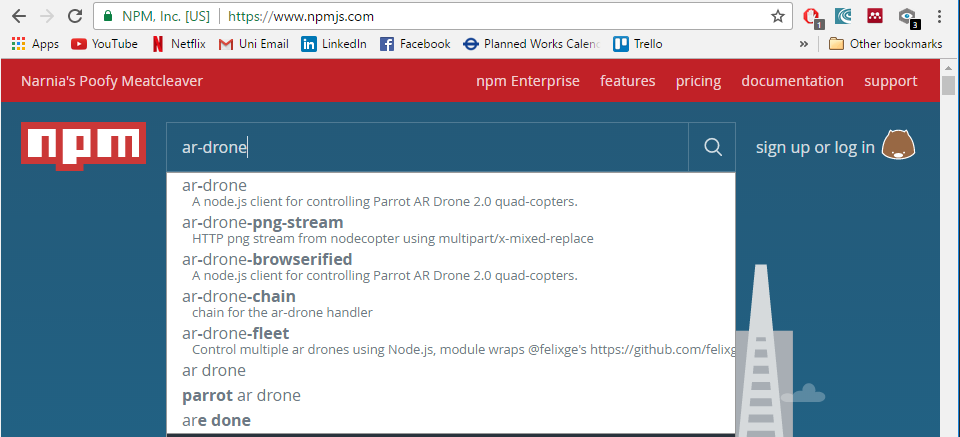 NPM, Inc. [US] | https://www.npmjs.com
1
3
Apps YouTube Netflix Uni Email LinkedIn Facebook Planned Works Calend Trello » Other bookmarks
Narnia's Poofy Meatcleaver npm Enterprise features pricing documentation support
npm ar-drone sign up or log in
ar-drone
A node.js client for controlling Parrot AR Drone 2.0 quad-copters.
ar-drone-png-stream
HTTP png stream from nodecopter using multipart/x-mixed-replace
ar-drone-browserified
A node.js client for controlling Parrot AR Drone 2.0 quad-copters.
ar-drone-chain
chain for the ar-drone handler
ar-drone-fleet
Control multiple ar drones using Node.js, module wraps @felixge's https://github.com/felixg
ar drone
parrot ar drone
are done